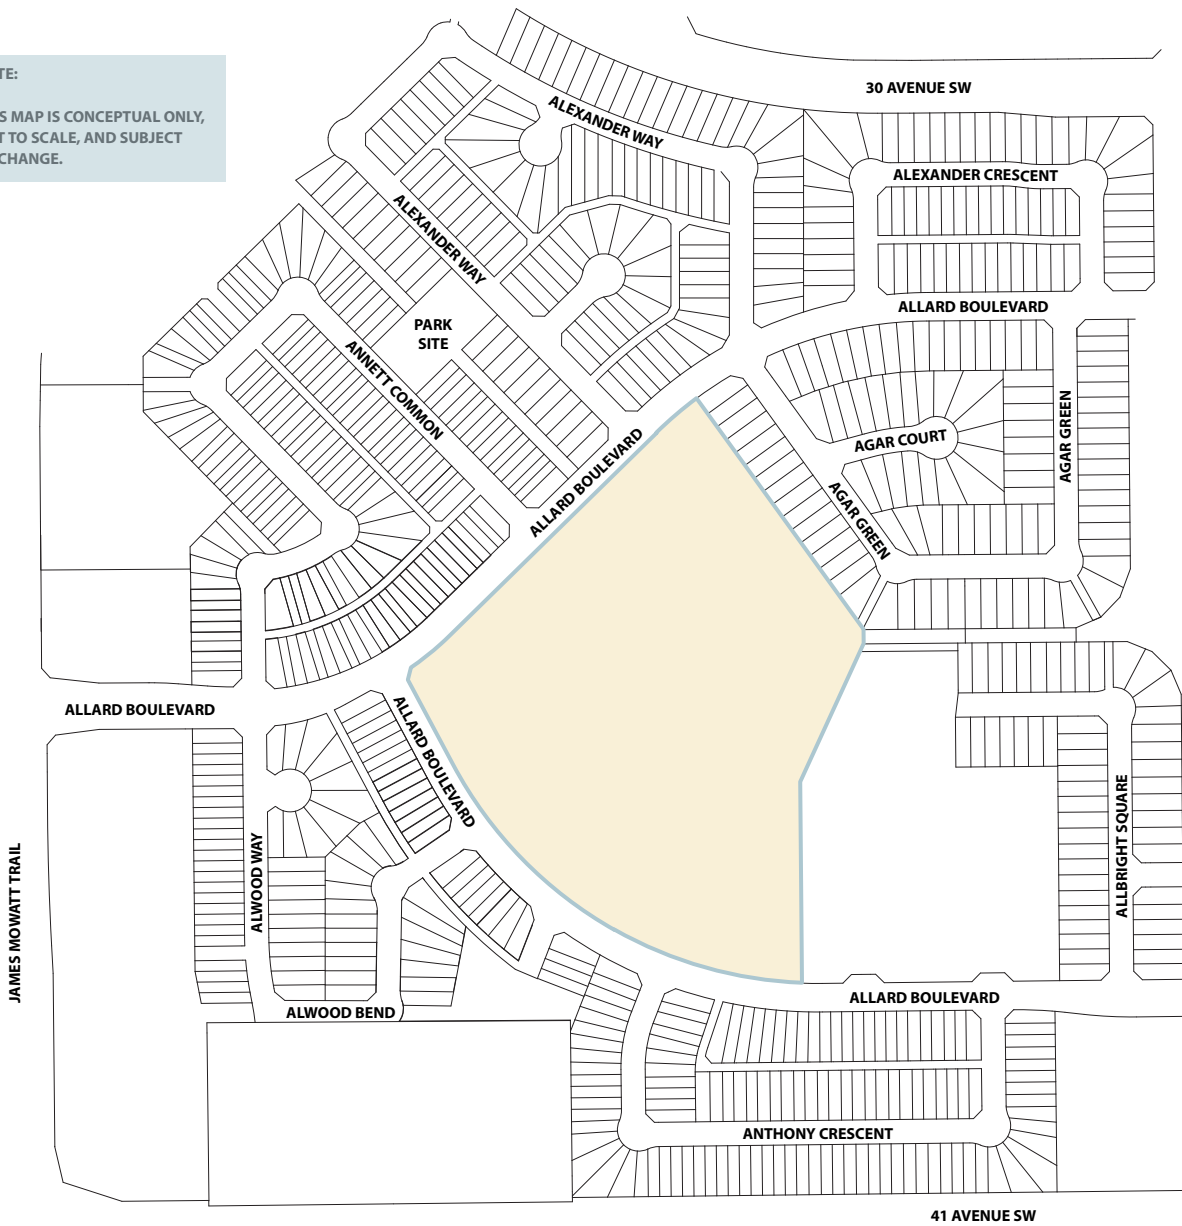 TE:
S MAP IS CONCEPTUAL ONLY,
T TO SCALE, AND SUBJECT
CHANGE.
30 AVENUE SW
ALEXANDER WAY
ALEXANDER CRESCENT
ALEXANDER WAY
ALLARD BOULEVARD
PARK
SITE
ANNETT COMMON
AGAR GREEN
AGAR COURT
ALLARD BOULEVARD
AGAR GREEN
ALLARD BOULEVARD
ALLARD BOULEVARD
ALLBRIGHT SQUARE
ALWOOD WAY
JAMES MOWATT TRAIL
ALLARD BOULEVARD
ALWOOD BEND
ANTHONY CRESCENT
41 AVENUE SW